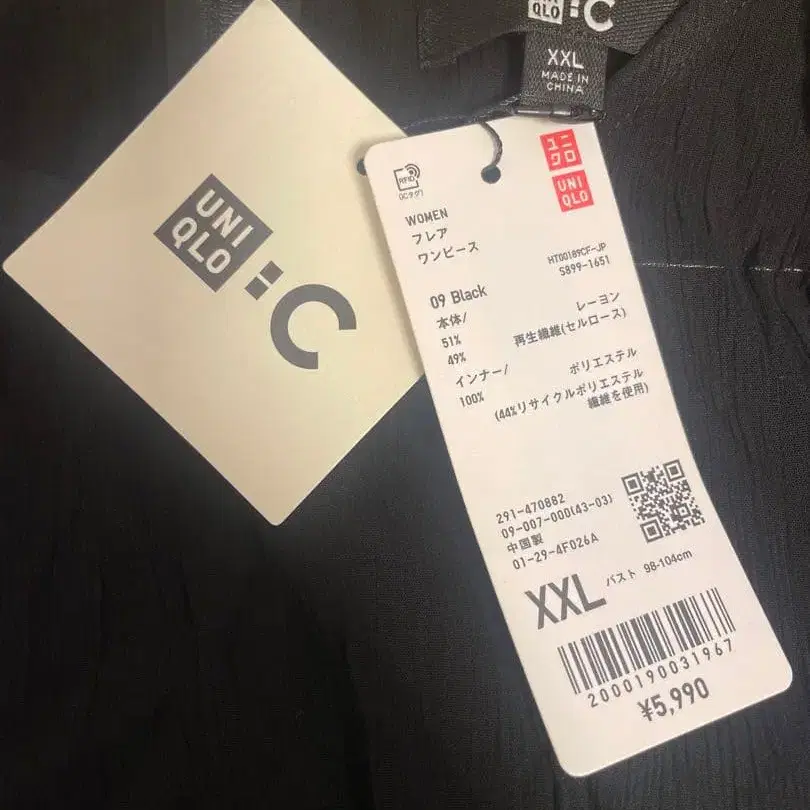 UNI
QLO
:C
XXL
MADE IN
CHINA
UNI
QLO
:C
RFID
(ICタグ)
ユニ
クロ
UNI
QLO
WOMEN
フレア
ワンピース
HT00189CF-JP
S899-1651
09 Black
本体/
51% レーヨン
49% 再生繊維(セルロース)
インナー/
100% ポリエステル
(44%リサイクルポリエステル
繊維を使用)
291-470882
09-007-000(43-03)
中国製
01-29-4F026A
XXL バスト 98-104cm
2000190031967
¥5,990